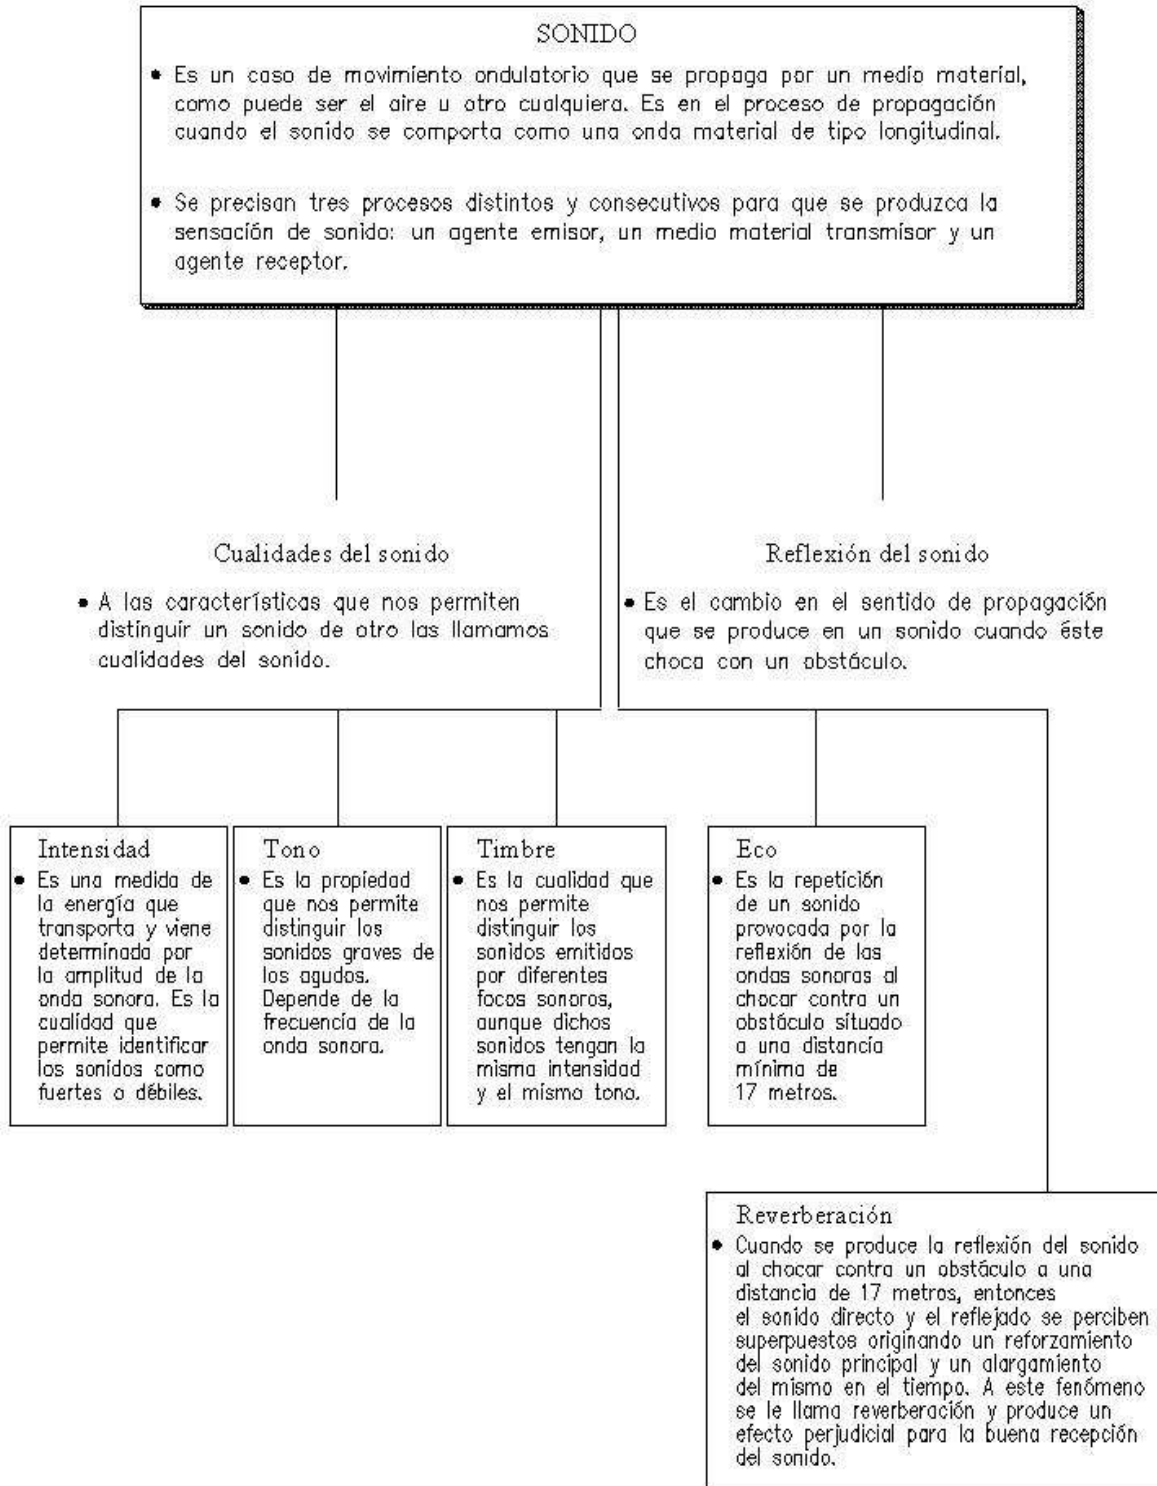 SONIDO
• Es un caso de movimiento ondulatorio que se propaga por un medio material,
como puede ser el aire u otro cualquiera. Es en el proceso de propagación
cuando el sonido se comporta como una onda material de tipo longitudinal.
• Se precisan tres procesos distintos y consecutivos para que se produzca la
sensación de sonido: un agente emisor, un medio material transmisor y un
agente receptor.
Cualidades del sonido
• A las características que nos permiten
distinguir un sonido de otro las llamamos
cualidades del sonido.
Reflexión del sonido
• Es el cambio en el sentido de propagación
que se produce en un sonido cuando éste
choca con un obstáculo.
Intensidad
• Es una medida de
la energía que
transporta y viene
determinada por
la amplitud de la
onda sonora. Es la
cualidad que
permite identificar
los sonidos como
fuertes o débiles.
Tono
• Es la propiedad
que nos permite
distinguir los
sonidos graves de
los agudos.
Depende de la
frecuencia de la
onda sonora.
Timbre
• Es la cualidad que
nos permite
distinguir los
sonidos emitidos
por diferentes
focos sonoros,
aunque dichos
sonidos tengan la
misma intensidad
y el mismo tono.
Eco
• Es la repetición
de un sonido
provocada por la
reflexión de las
ondas sonoras al
chocar contra un
obstáculo situado
a una distancia
mínima de
17 metros.
Reverberación
• Cuando se produce la reflexión del sonido
al chocar contra un obstáculo a una
distancia de 17 metros, entonces
el sonido directo y el reflejado se perciben
superpuestos originando un reforzamiento
del sonido principal y un alargamiento
del mismo en el tiempo. A este fenómeno
se le llama reverberación y produce un
efecto perjudicial para la buena recepción
del sonido.